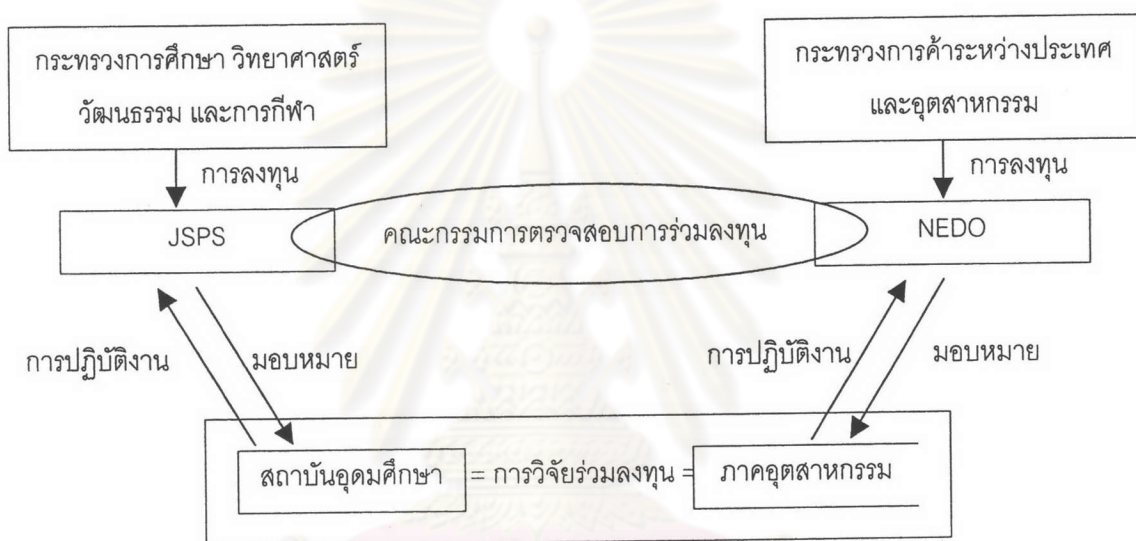 กระทรวงการศึกษา วิทยาศาสตร์
วัฒนธรรม และการกีฬา
กระทรวงการค้าระหว่างประเทศ
และอุตสาหกรรม
การลงทุน
การลงทุน
JSPS
คณะกรรมการตรวจสอบการร่วมลงทุน
NEDO
การปฏิบัติงาน
มอบหมาย
การปฏิบัติงาน
มอบหมาย
สถาบันอุดมศึกษา
= การวิจัยร่วมลงทุน =
ภาคอุตสาหกรรม